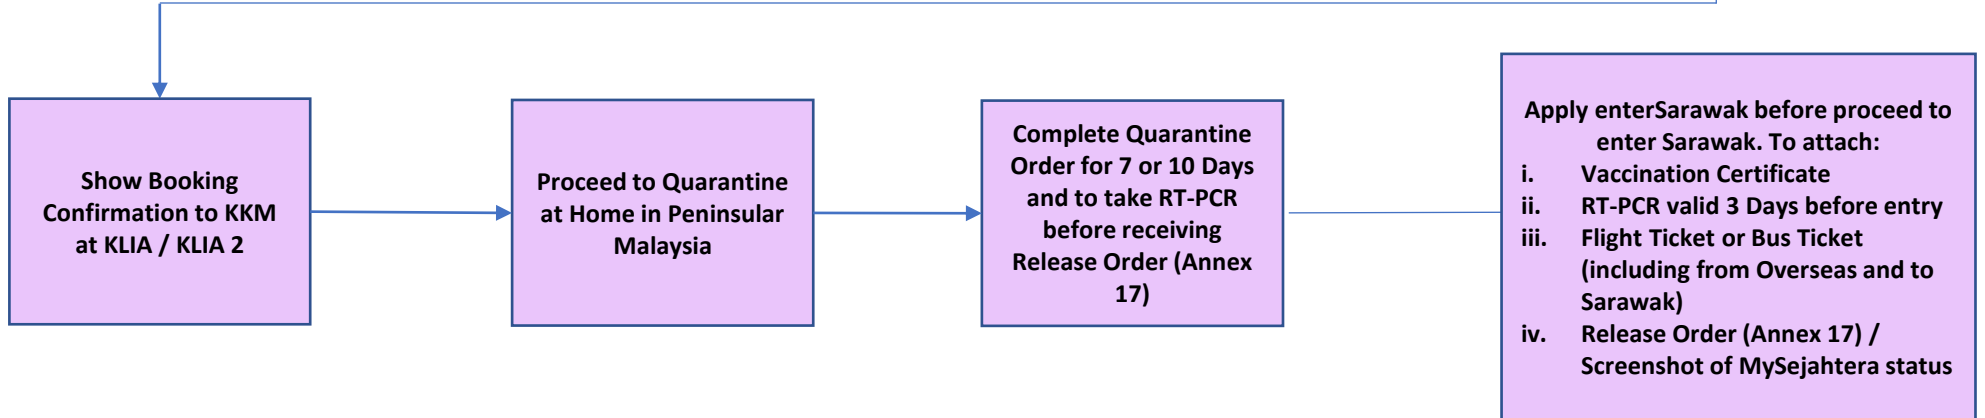 Show Booking
Confirmation to KKM
at KLIA / KLIA 2
Proceed to Quarantine
at Home in Peninsular
Malaysia
Complete Quarantine
Order for 7 or 10 Days
and to take RT-PCR
before receiving
Release Order (Annex
17)
Apply enterSarawak before proceed to
enter Sarawak. To attach:
i. Vaccination Certificate
ii. RT-PCR valid 3 Days before entry
iii. Flight Ticket or Bus Ticket
(including from Overseas and to
Sarawak)
iv. Release Order (Annex 17) /
Screenshot of MySejahtera status